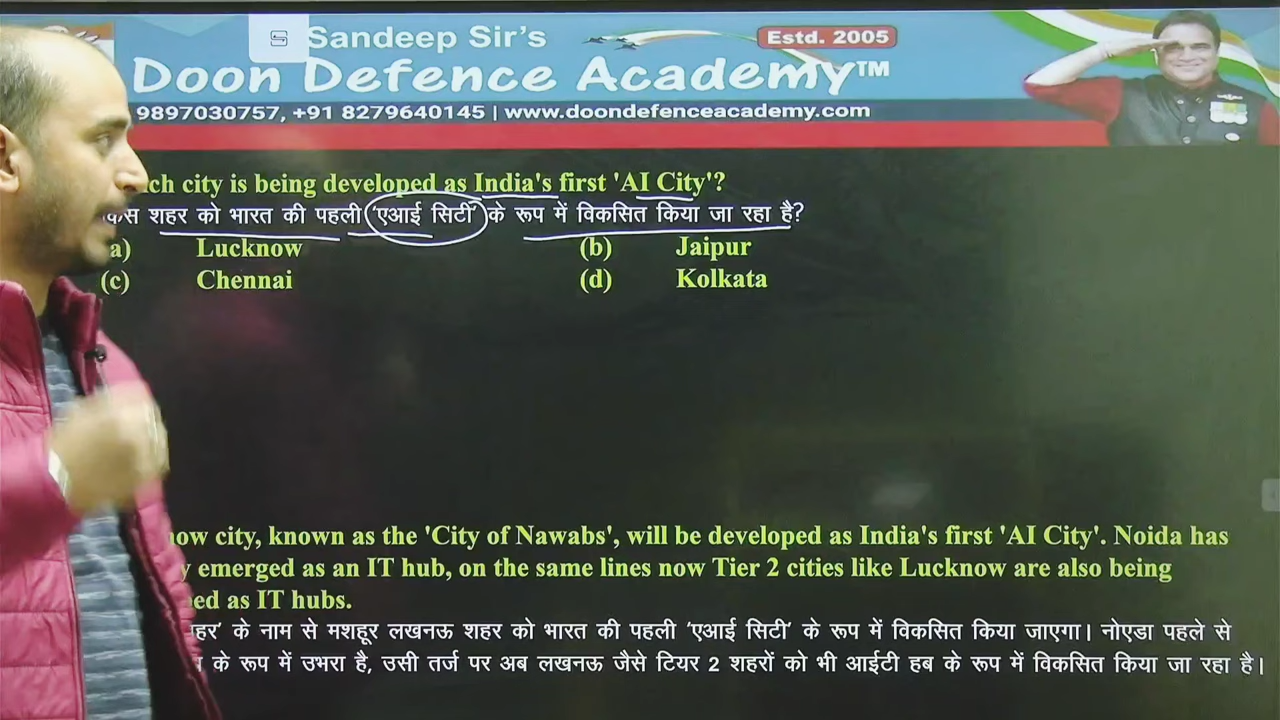 Sandeep Sir's
Estd. 2005
Doon Defence Academy™
9897030757, +91 8279640145 | www.doondefenceacademy.com
city is being developed as India's first 'AI City'?
शहर को भारत की पहली 'एआई सिटी' के रूप में विकसित किया जा रहा है?
a) Lucknow (b) Jaipur
(c) Chennai (d) Kolkata
city, known as the 'City of Nawabs', will be developed as India's first 'AI City'. Noida has
emerged as an IT hub, on the same lines now Tier 2 cities like Lucknow are also being
as IT hubs.
के नाम से मशहूर लखनऊ शहर को भारत की पहली 'एआई सिटी' के रूप में विकसित किया जाएगा। नोएडा पहले से
के रूप में उभरा है, उसी तर्ज पर अब लखनऊ जैसे टियर 2 शहरों को भी आईटी हब के रूप में विकसित किया जा रहा है।